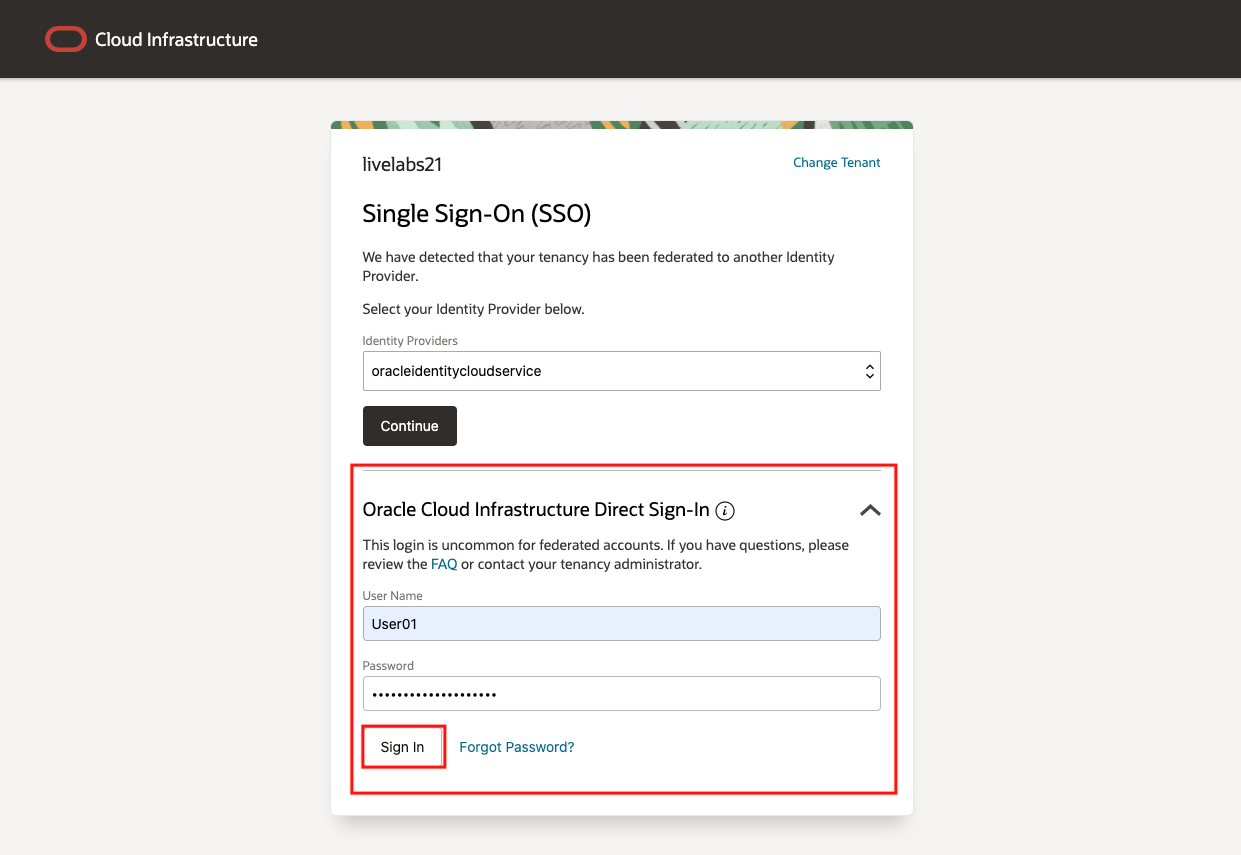 Cloud Infrastructure
livelabs21
Change Tenant
Single Sign-On (SSO)
We have detected that your tenancy has been federated to another Identity
Provider.
Select your Identity Provider below.
Identity Providers
oracleidentitycloudservice
Continue
Oracle Cloud Infrastructure Direct Sign-In i
This login is uncommon for federated accounts. If you have questions, please
review the FAQ or contact your tenancy administrator.
User Name
User01
Password
••••••••••••••••••••
Sign In
Forgot Password?